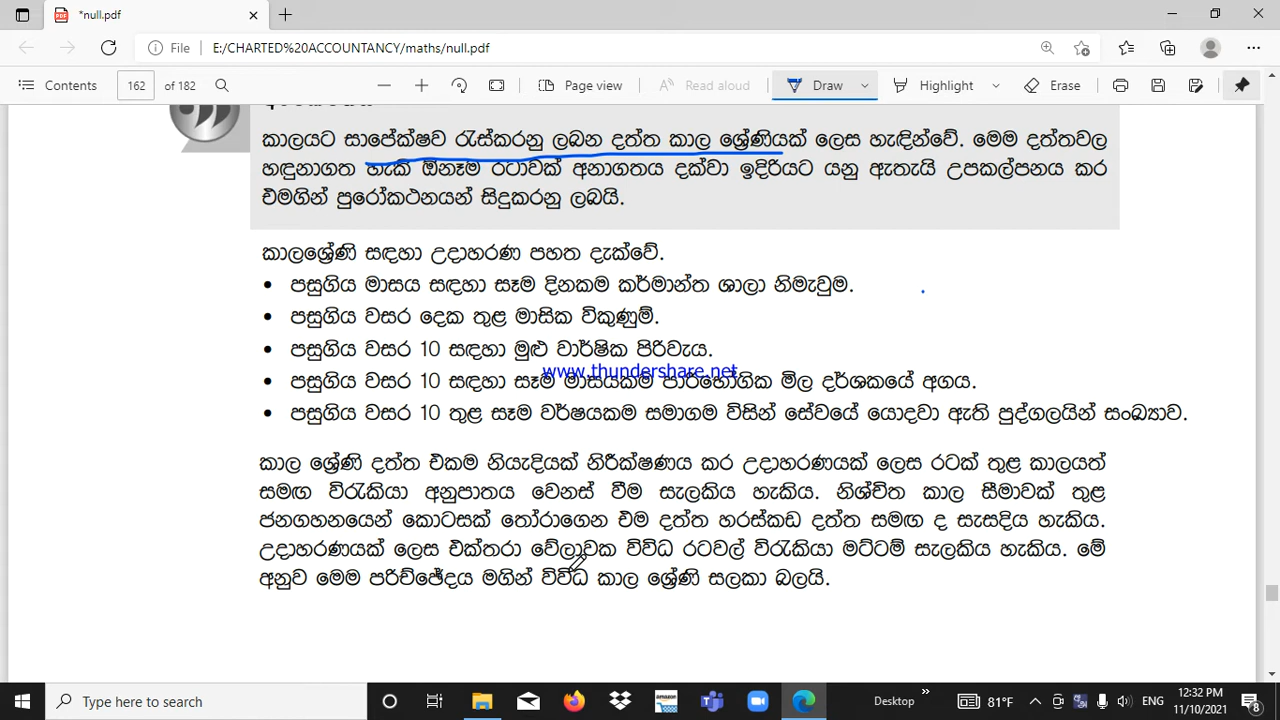 *null.pdf
File
E:/CHARTED%20ACCOUNTANCY/maths/null.pdf
Contents
162
of 182
Page view
Read aloud
Draw
Highlight
Erase
කාලයට සාපේක්ෂව රැස්කරනු ලබන දත්ත කාල ශ්‍රේණියක් ලෙස හැඳින්වේ. මෙම දත්තවල
හඳුනාගත හැකි ඕනෑම රටාවක් අනාගතය දක්වා ඉදිරියට යනු ඇතැයි උපකල්පනය කර
එමගින් පුරෝකථනයන් සිදුකරනු ලබයි.
කාලශ්‍රේණි සඳහා උදාහරණ පහත දැක්වේ.
• පසුගිය මාසය සඳහා සෑම දිනකම කර්මාන්ත ශාලා නිමැවුම.
• පසුගිය වසර දෙක තුළ මාසික විකුණුම්.
• පසුගිය වසර 10 සඳහා මුළු වාර්ෂික පිරිවැය.
www.thundershare.net
• පසුගිය වසර 10 සඳහා සෑම මාසයකම පාරිභෝගික මිල දර්ශකයේ අගය.
• පසුගිය වසර 10 තුළ සෑම වර්ෂයකම සමාගම විසින් සේවයේ යොදවා ඇති පුද්ගලයින් සංඛ්‍යාව.
කාල ශ්‍රේණි දත්ත එකම නියැදියක් නිරීක්ෂණය කර උදාහරණයක් ලෙස රටක් තුළ කාලයත්
සමඟ විරැකියා අනුපාතය වෙනස් වීම සැලකිය හැකිය. නිශ්චිත කාල සීමාවක් තුළ
ජනගහනයෙන් කොටසක් තෝරාගෙන එම දත්ත හරස්කඩ දත්ත සමඟ ද සැසදිය හැකිය.
උදාහරණයක් ලෙස එක්තරා වේලාවක විවිධ රටවල් විරැකියා මට්ටම් සැලකිය හැකිය. මේ
අනුව මෙම පරිච්ඡේදය මගින් විවිධ කාල ශ්‍රේණි සලකා බලයි.
Type here to search
Desktop
81°F
ENG
12:32 PM
11/10/2021
8